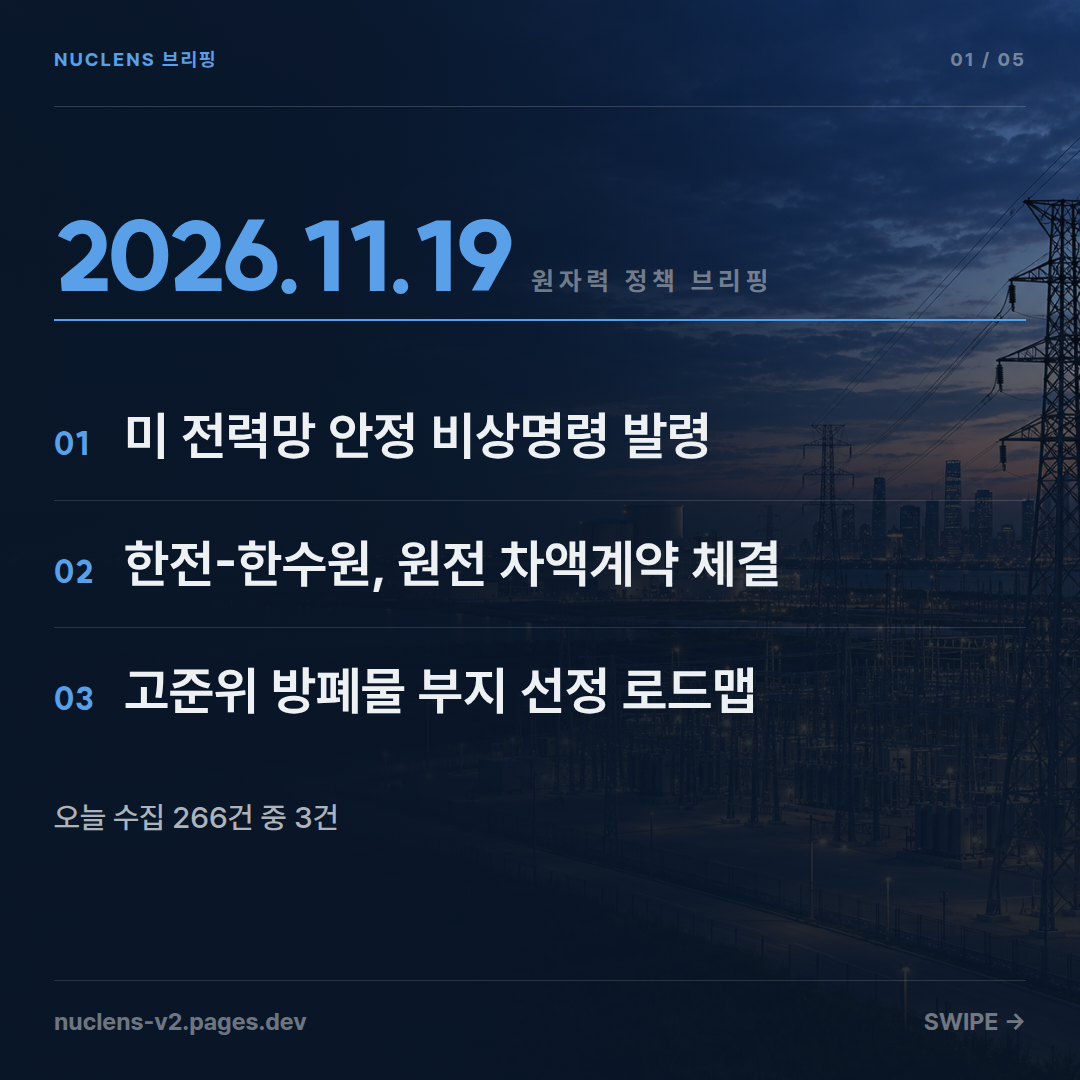 NUCLENS 브리핑
01 / 05
2026.11.19 원자력 정책 브리핑
01 미 전력망 안정 비상명령 발령
02 한전-한수원, 원전 차액계약 체결
03 고준위 방폐물 부지 선정 로드맵
오늘 수집 266건 중 3건
nuclens-v2.pages.dev
SWIPE →